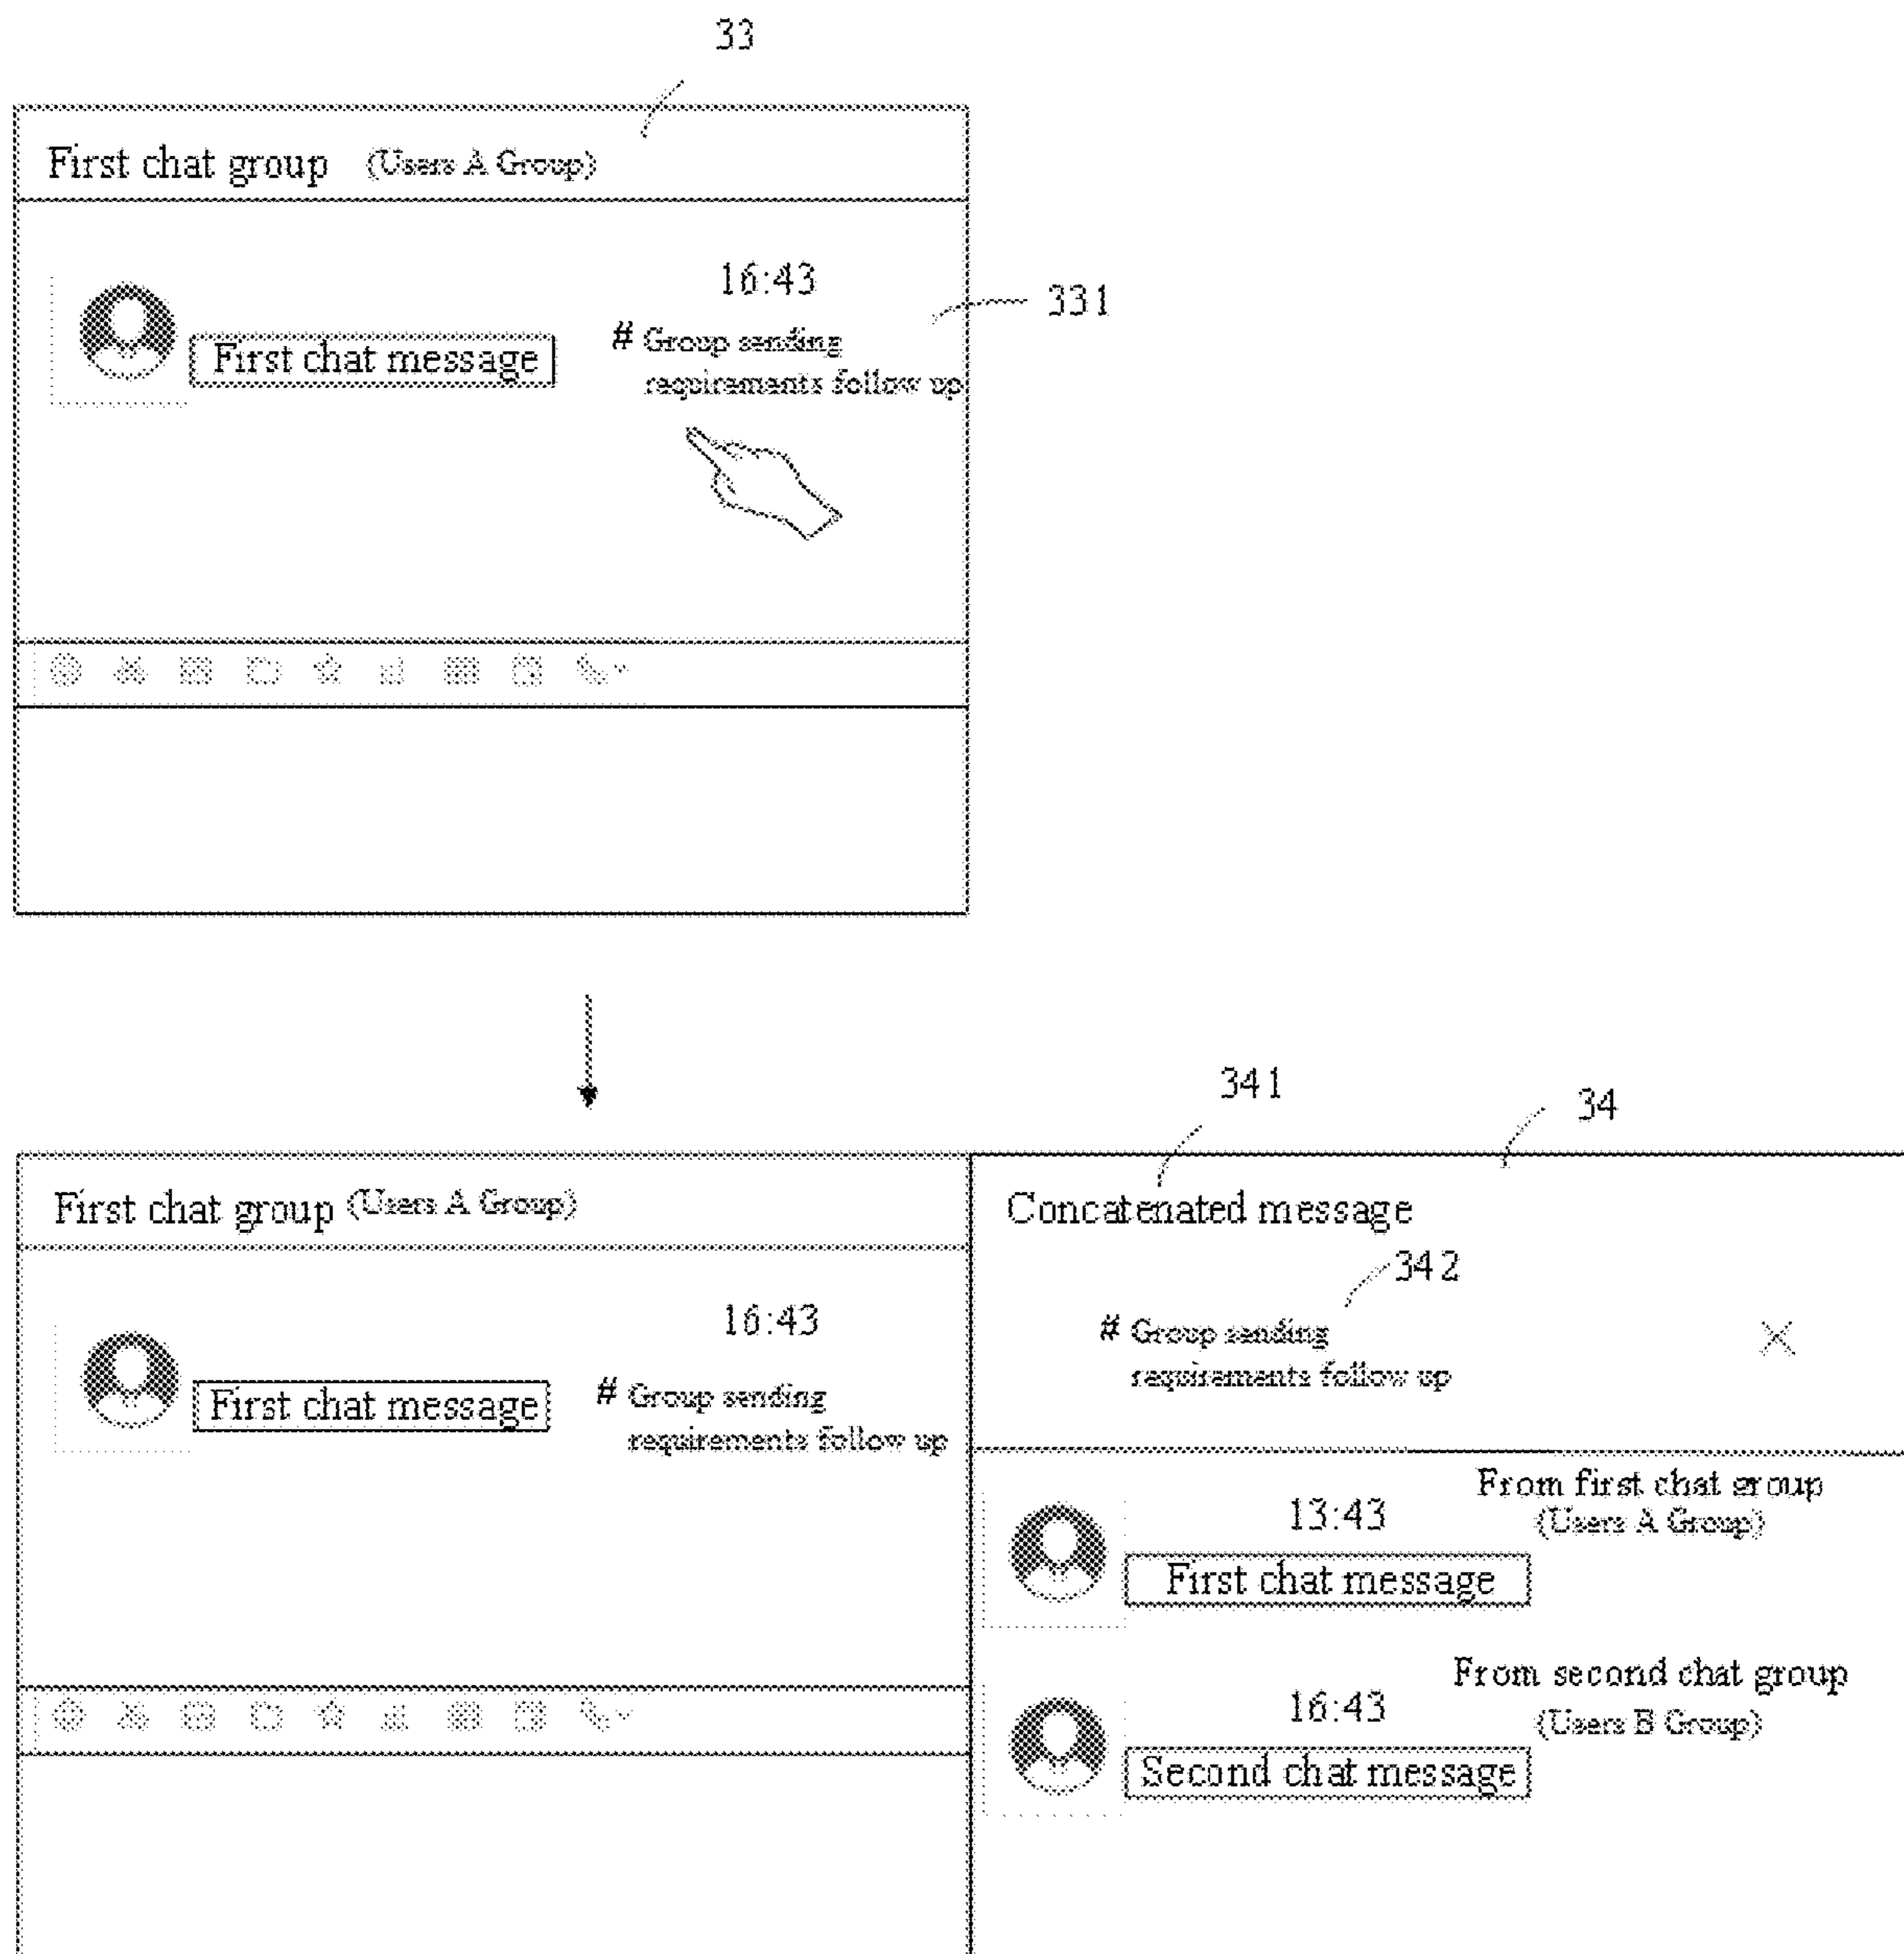 33
First chat group (Users A Group)
16:43
331
# Group sending
requirements follow up
First chat message
341
34
First chat group (Users A Group)
Concatenated message
342
16:43
# Group sending
requirements follow up
First chat message
# Group sending
requirements follow up
From first chat group
(Users A Group)
13:43
First chat message
From second chat group
(Users B Group)
16:43
Second chat message